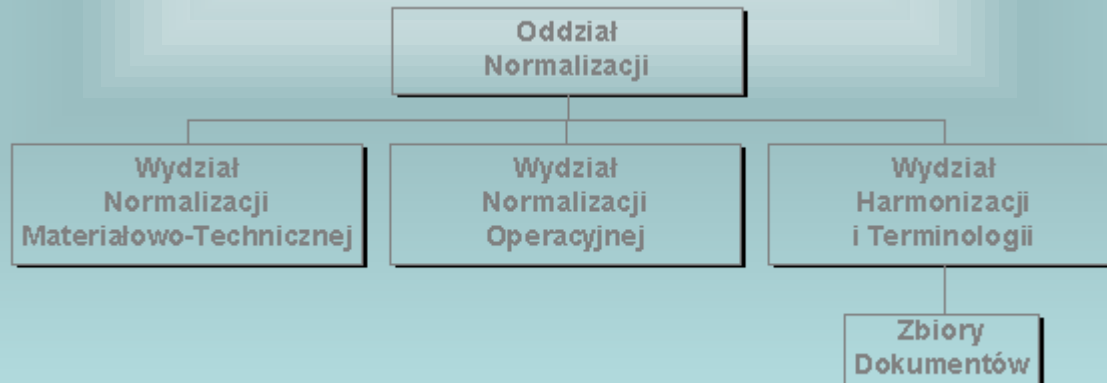 Oddział
Normalizacji
Wydział
Normalizacji
Materiałowo-Technicznej
Wydział
Normalizacji
Operacyjnej
Wydział
Harmonizacji
i Terminologii
Zbiory
Dokumentów